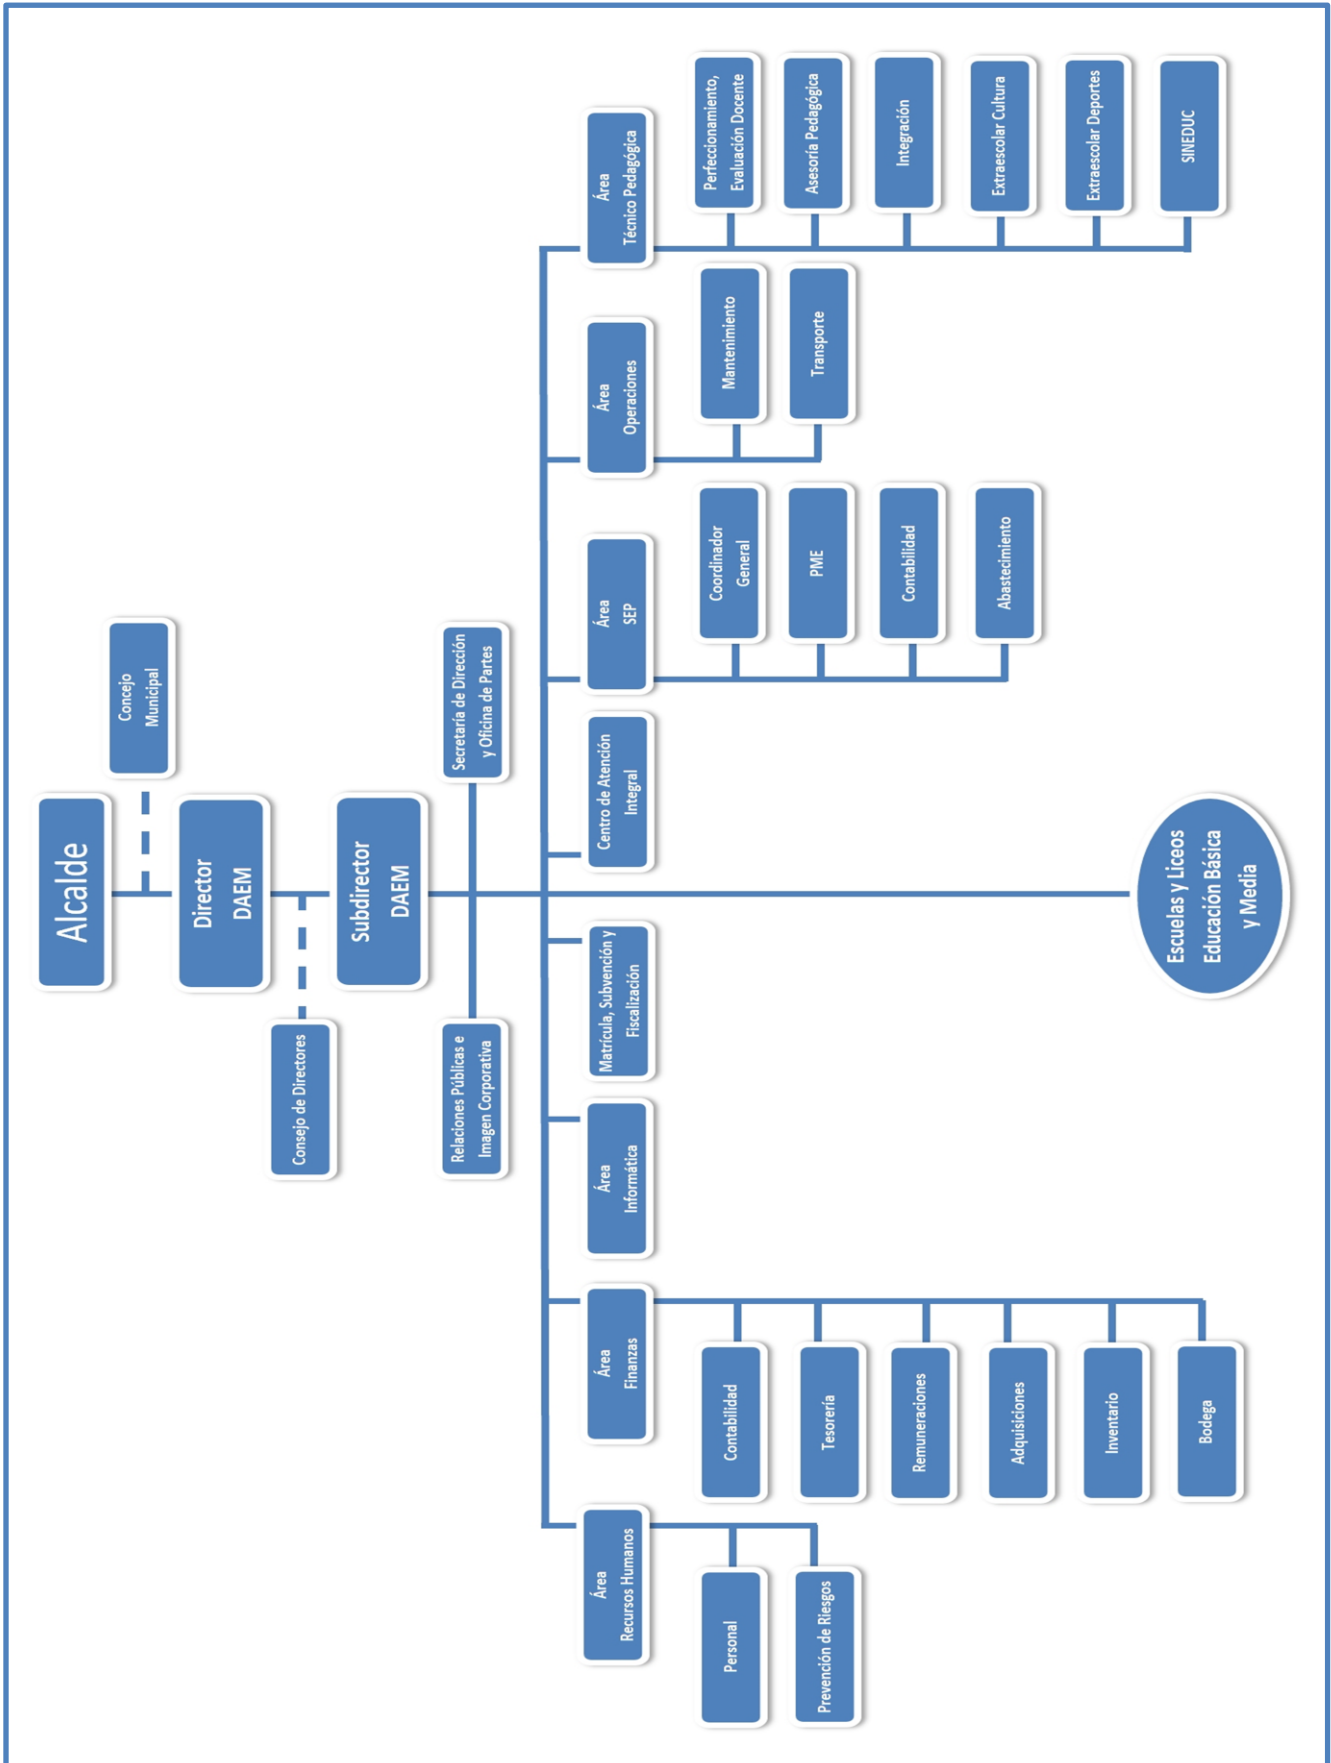 Alcalde
Concejo
Municipal
Director
DAEM
Consejo de Directores
Subdirector
DAEM
Relaciones Públicas e
Imagen Corporativa
Secretaría de Dirección
y Oficina de Partes
Área
Recursos Humanos
Área
Finanzas
Área
Informática
Matrícula, Subvención y
Fiscalización
Centro de Atención
Integral
Área
SEP
Área
Operaciones
Área
Técnico Pedagógica
Personal
Prevención de Riesgos
Contabilidad
Tesorería
Remuneraciones
Adquisiciones
Inventario
Bodega
Coordinador
General
PME
Contabilidad
Abastecimiento
Mantenimiento
Transporte
Perfeccionamiento,
Evaluación Docente
Asesoría Pedagógica
Integración
Extraescolar Cultura
Extraescolar Deportes
SINEDUC
Escuelas y Liceos
Educación Básica
y Media